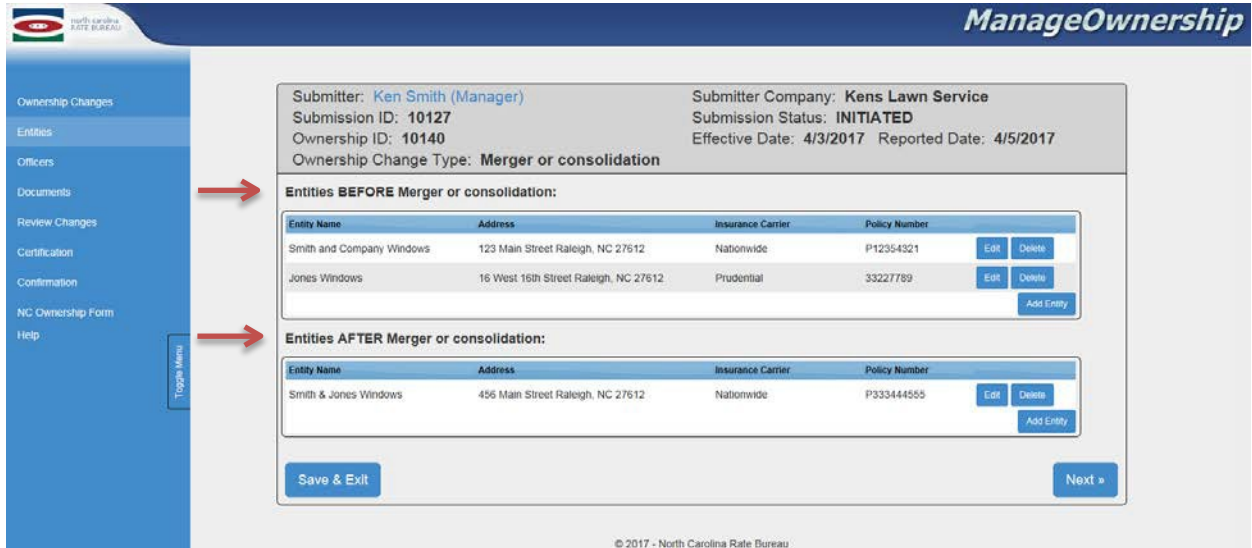 north carolina
RATE BUREAU
ManageOwnership
Ownership Changes
Entities
Officers
Documents
Review Changes
Certification
Confirmation
NC Ownership Form
Help
Toggle Menu
Submitter: Ken Smith (Manager) Submitter Company: Kens Lawn Service
Submission ID: 10127 Submission Status: INITIATED
Ownership ID: 10140 Effective Date: 4/3/2017 Reported Date: 4/5/2017
Ownership Change Type: Merger or consolidation
Entities BEFORE Merger or consolidation:
Entity Name Address Insurance Carrier Policy Number
Smith and Company Windows 123 Main Street Raleigh, NC 27612 Nationwide P12354321 Edit Delete
Jones Windows 16 West 16th Street Raleigh, NC 27612 Prudential 33227789 Edit Delete
Add Entity
Entities AFTER Merger or consolidation:
Entity Name Address Insurance Carrier Policy Number
Smith & Jones Windows 456 Main Street Raleigh, NC 27612 Nationwide P333444555 Edit Delete
Add Entity
Save & Exit Next »
© 2017 - North Carolina Rate Bureau